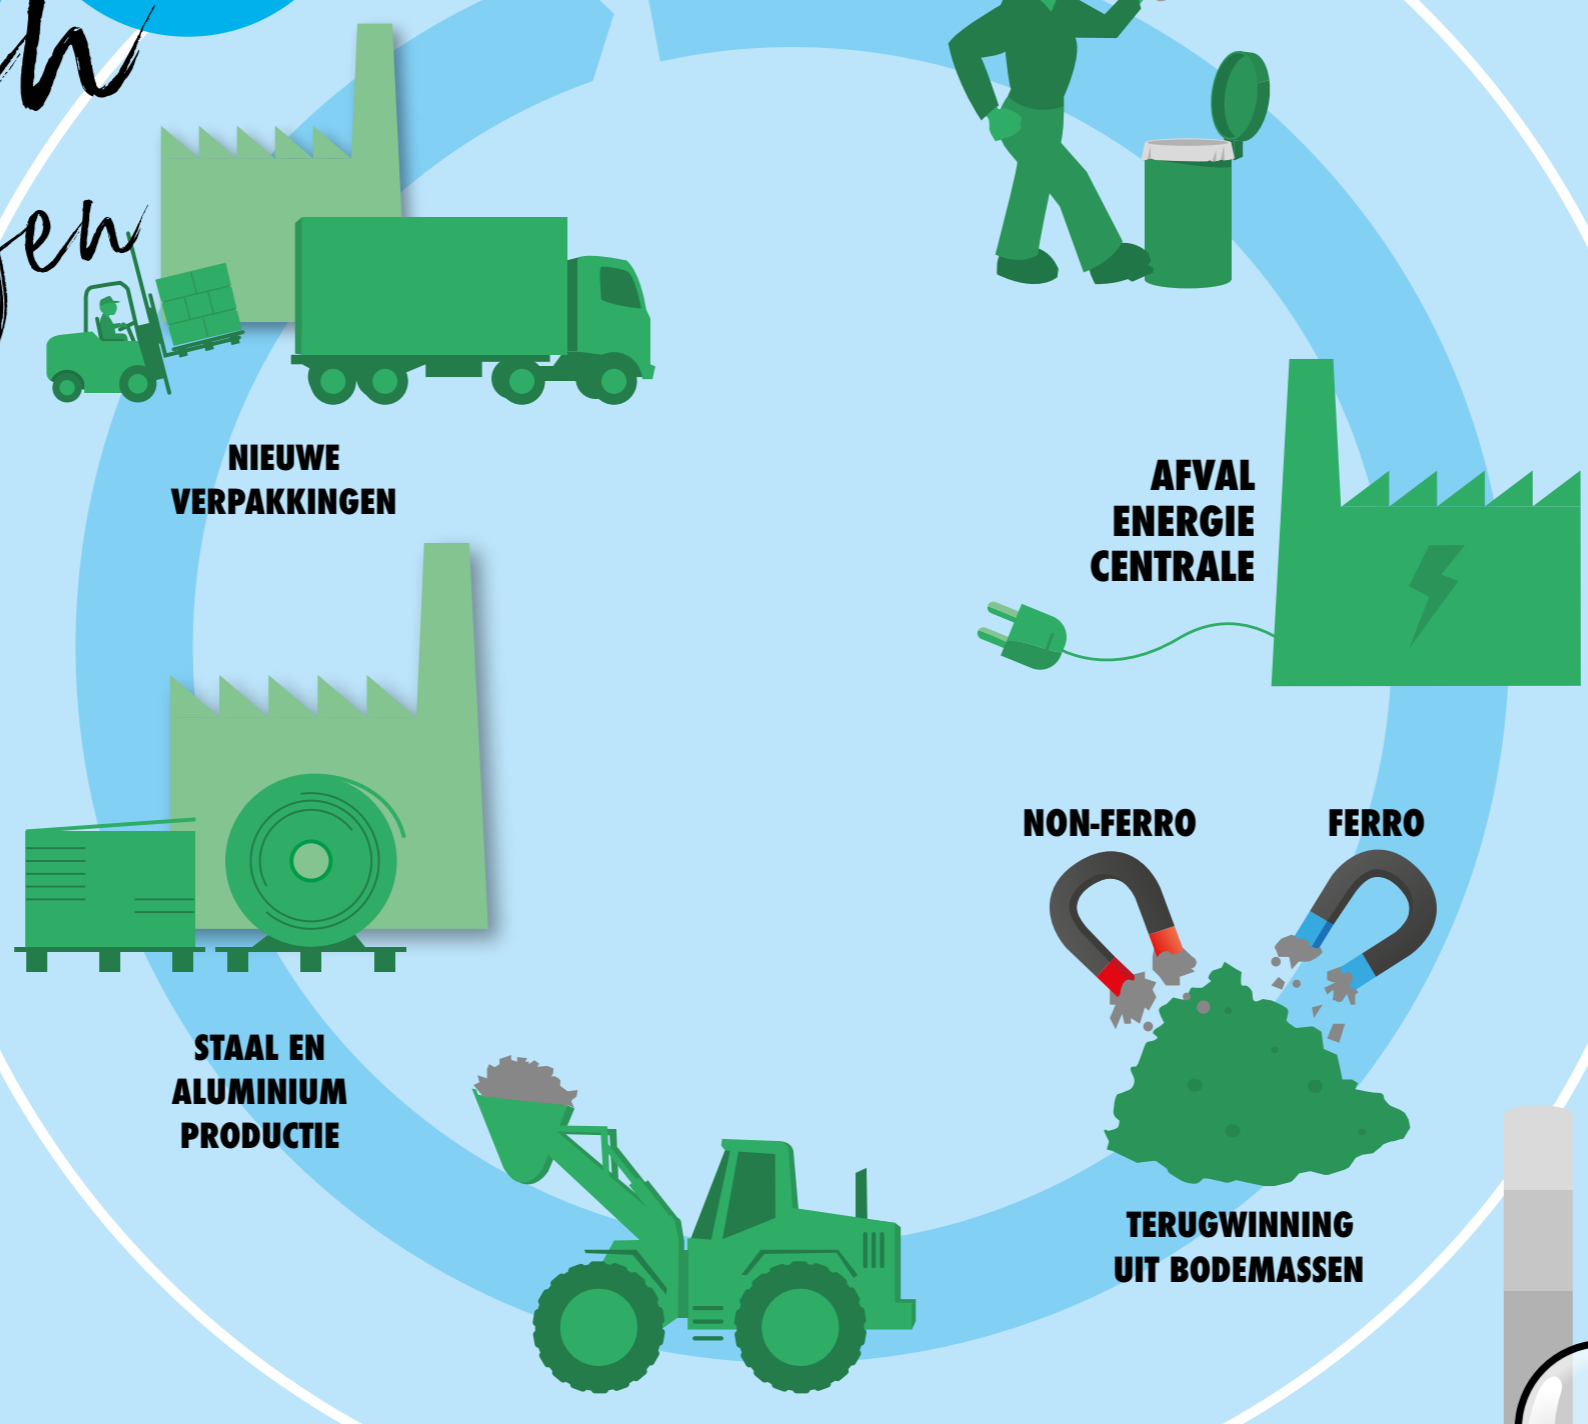 NIEUWE
VERPAKKINGEN
AFVAL
ENERGIE
CENTRALE
NON-FERRO
FERRO
STAAL EN
ALUMINIUM
PRODUCTIE
TERUGWINNING
UIT BODEMASSEN